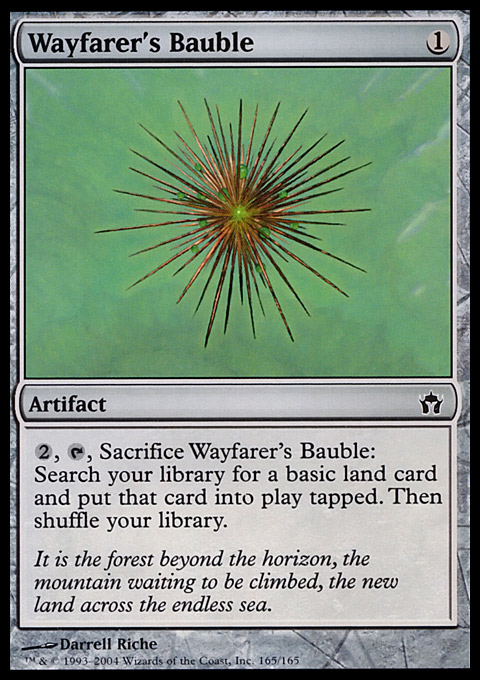 Wayfarer's Bauble 1
Artifact
2, , Sacrifice Wayfarer's Bauble:
Search your library for a basic land card
and put that card into play tapped. Then
shuffle your library.
It is the forest beyond the horizon, the
mountain waiting to be climbed, the new
land across the endless sea.
Darrell Riche
™ & © 1993-2004 Wizards of the Coast, Inc. 165/165